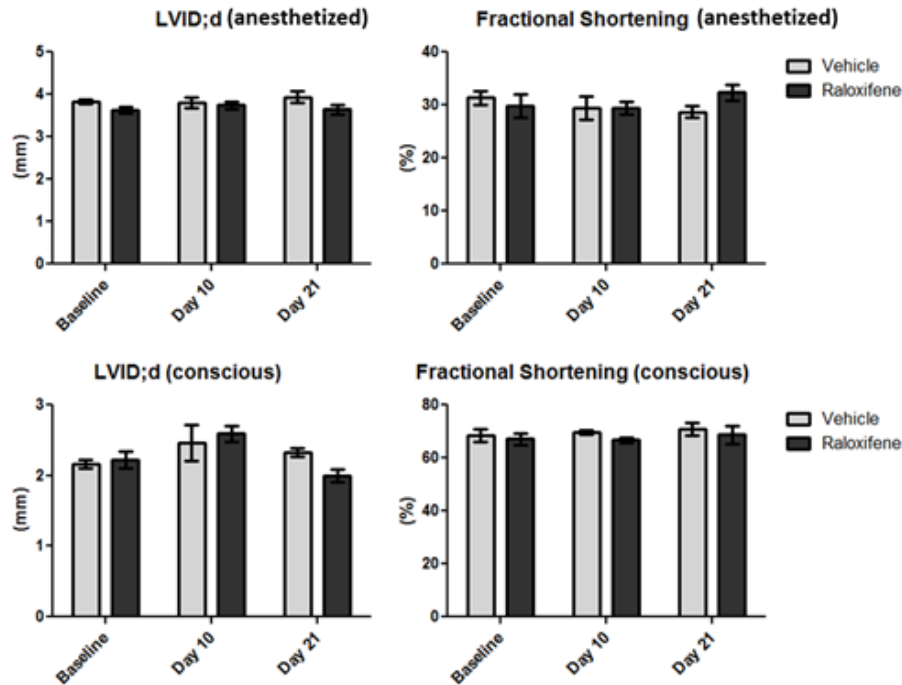 LVID;d (anesthetized)
(mm)
5
4
3
2
1
0
Baseline
Day 10
Day 21
Fractional Shortening (anesthetized)
(%)
40
30
20
10
0
Baseline
Day 10
Day 21
Vehicle
Raloxifene
LVID;d (conscious)
(mm)
3
2
1
0
Baseline
Day 10
Day 21
Fractional Shortening (conscious)
(%)
80
60
40
20
0
Baseline
Day 10
Day 21
Vehicle
Raloxifene